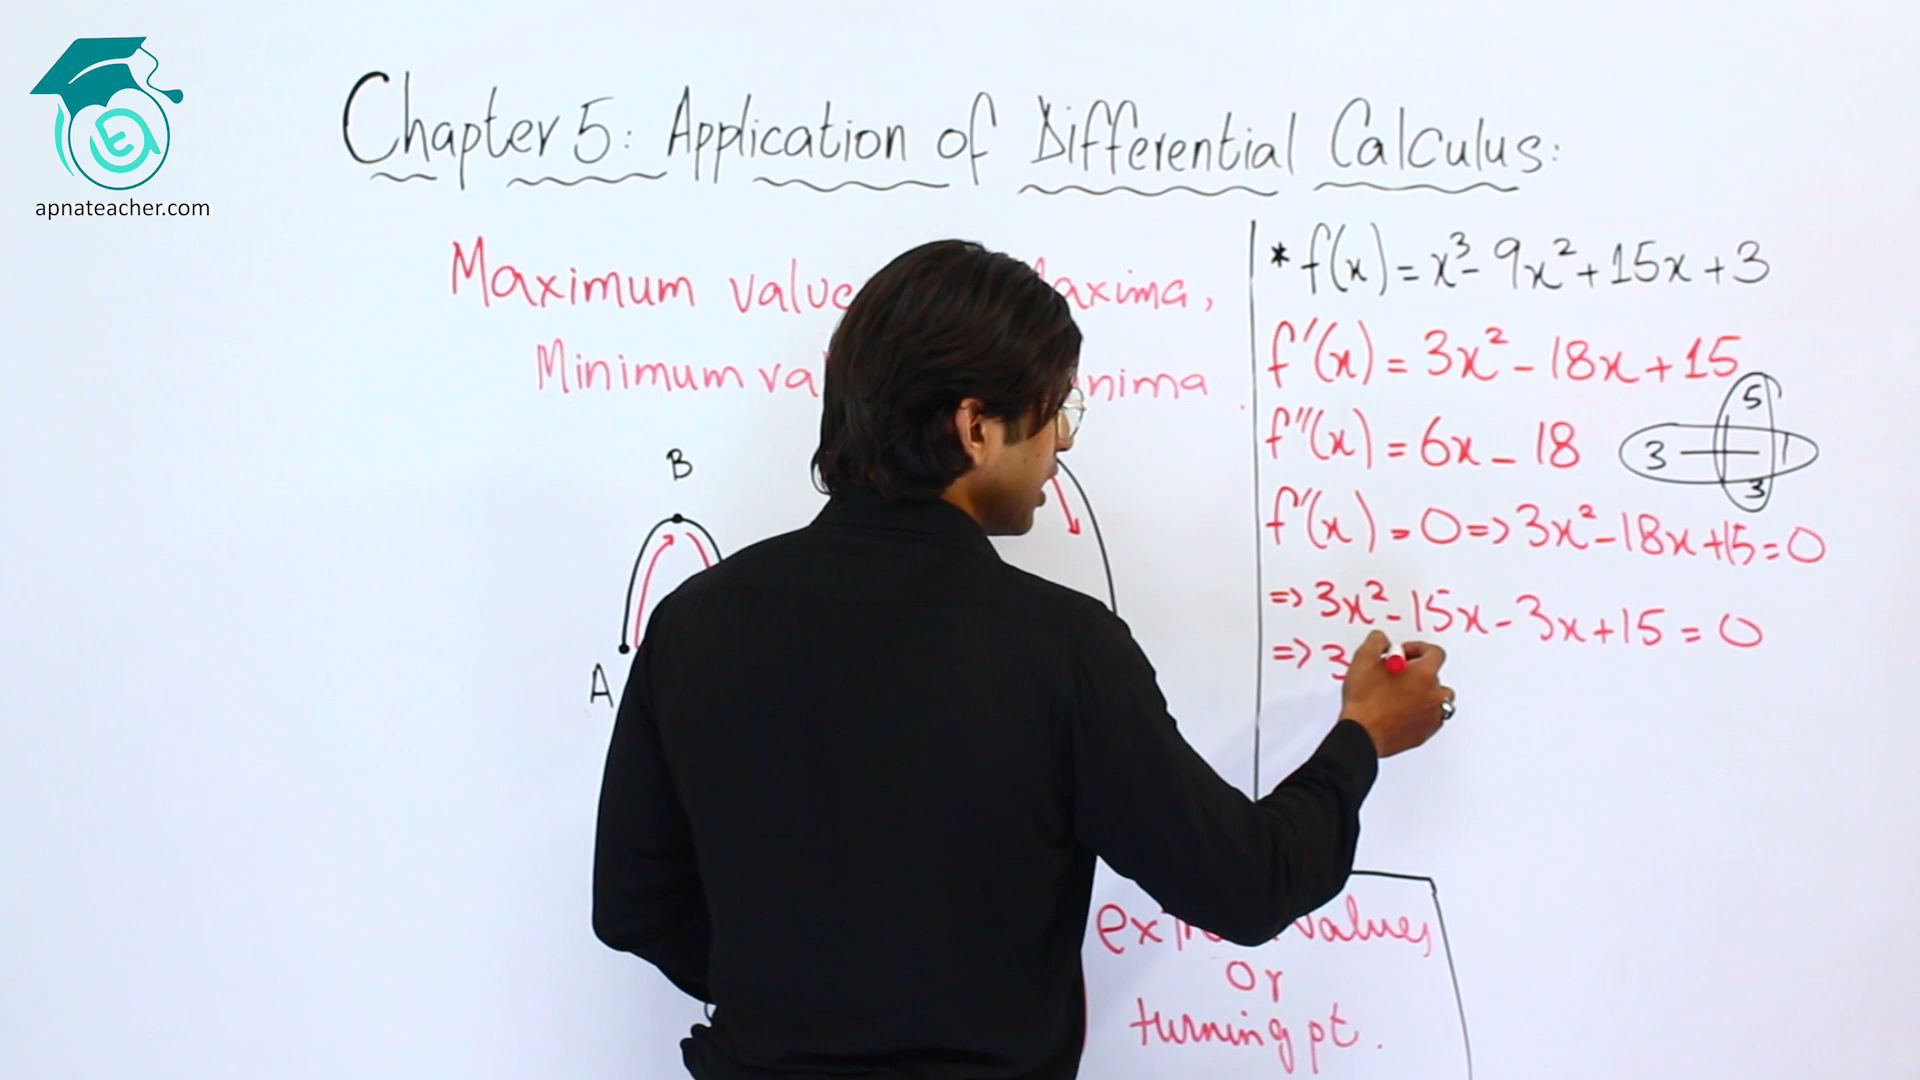 apnateacher.com
Chapter 5: Application of Differential Calculus:
Maximum value axima,
Minimum va nima
B
A
* f(x) = x³ - 9x² + 15x + 3
f'(x) = 3x² - 18x + 15
f''(x) = 6x - 18
5
3 1
3
f'(x) = 0 => 3x² - 18x + 15 = 0
=> 3x² - 15x - 3x + 15 = 0
=> 3
values
Or
turning pt.